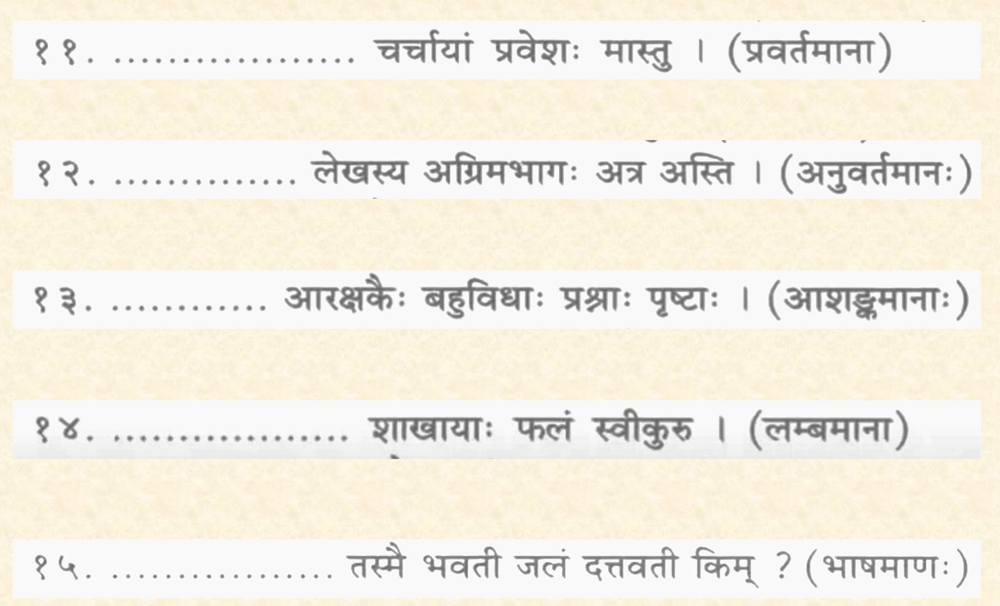 ११. .................. चर्चायां प्रवेशः मास्तु । (प्रवर्तमाना)
१२. .............. लेखस्य अग्रिमभागः अत्र अस्ति । (अनुवर्तमानः)
१३. ............ आरक्षकैः बहुविधाः प्रश्नाः पृष्टाः । (आशङ्कमानाः)
१४. .................. शाखायाः फलं स्वीकुरु । (लम्बमाना)
१५. ................. तस्मै भवती जलं दत्तवती किम् ? (भाषमाणः)